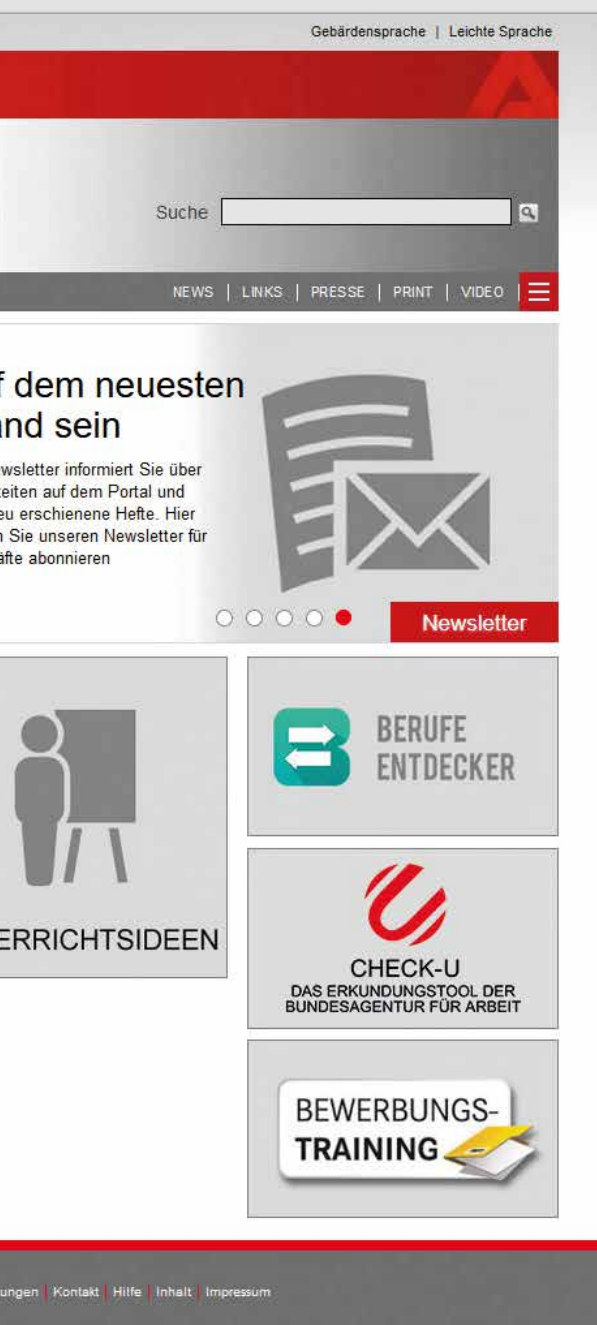 Gebärdensprache | Leichte Sprache
Suche
NEWS | LINKS | PRESSE | PRINT | VIDEO |
f dem neuesten
and sein
wsletter informiert Sie über
eiten auf dem Portal und
eu erschienene Hefte. Hier
n Sie unseren Newsletter für
äfte abonnieren
Newsletter
ERRICHTSIDEEN
BERUFE
ENTDECKER
CHECK-U
DAS ERKUNDUNGSTOOL DER
BUNDESAGENTUR FÜR ARBEIT
BEWERBUNGS-
TRAINING
ungen | Kontakt | Hilfe | Inhalt | Impressum